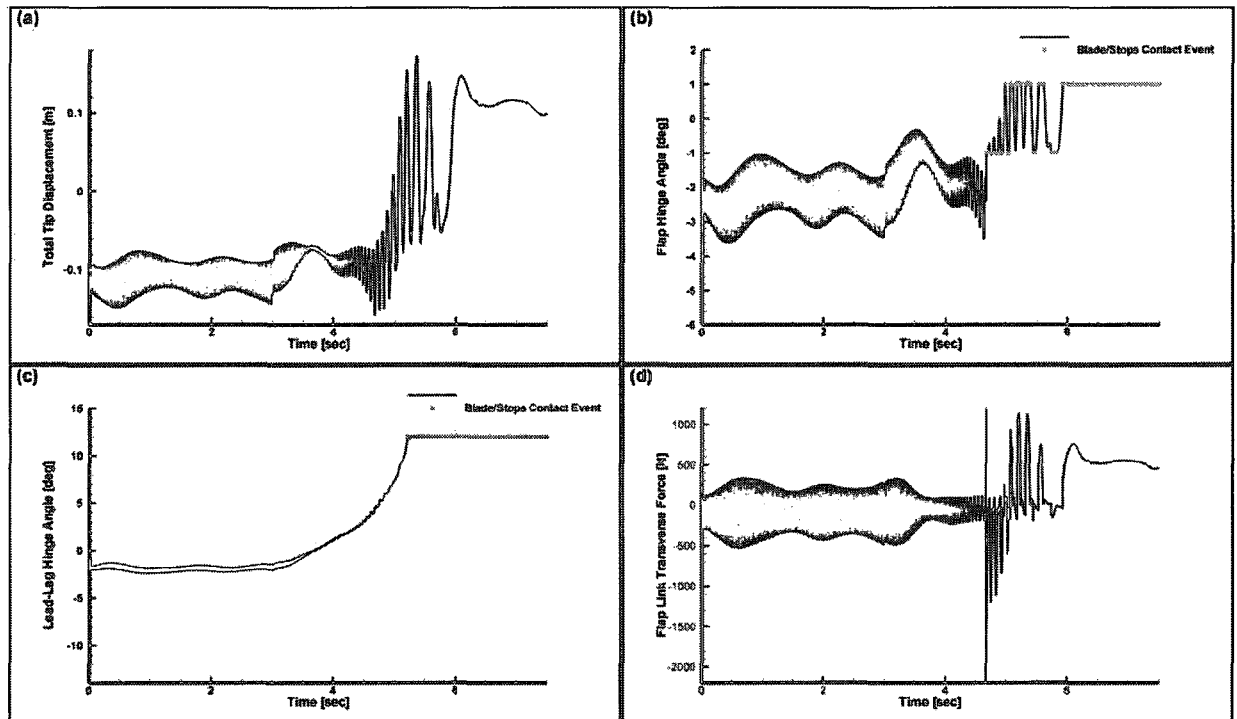 (a)
0.1
0
-0.1
0
2
4
6
Total Tip Displacement [m]
Time [sec]
(b)
Blade/Stops Contact Event
2
1
0
-1
-2
-3
-4
-5
-6
0
2
4
6
Flap Hinge Angle [deg]
Time [sec]
(c)
Blade/Stops Contact Event
15
10
5
0
-5
-10
0
2
4
6
Lead-Lag Hinge Angle [deg]
Time [sec]
(d)
1000
500
0
-500
-1000
-1500
-2000
0
2
4
6
Flap Link Transverse Force [N]
Time [sec]